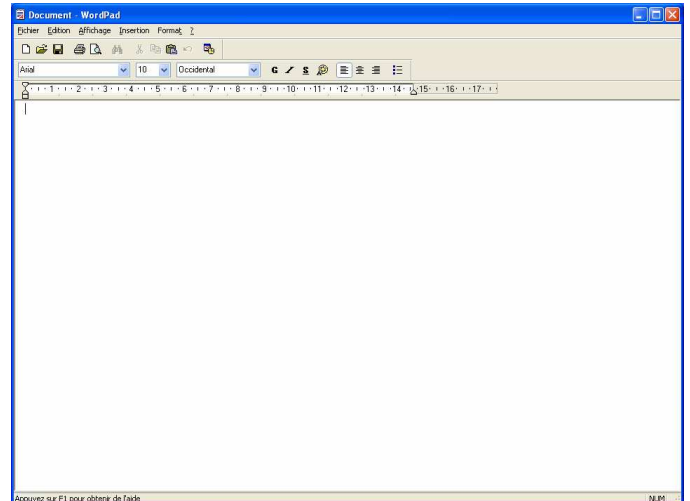 Document - WordPad
Fichier Edition Affichage Insertion Format ?
Arial 10 Occidental G I S
1 2 3 4 5 6 7 8 9 10 11 12 13 14 15 16 17
Appuyez sur F1 pour obtenir de l'aide NUM